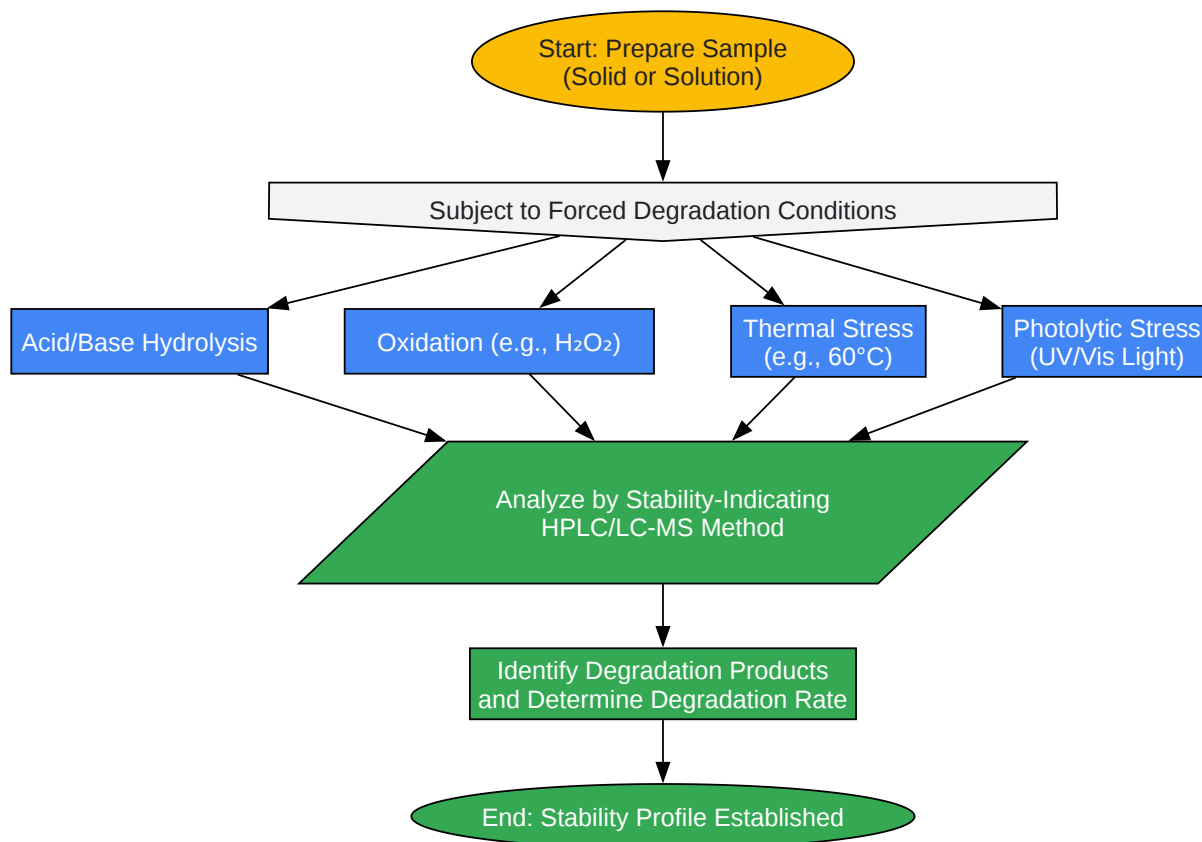 Start: Prepare Sample
(Solid or Solution)
Subject to Forced Degradation Conditions
Acid/Base Hydrolysis
Oxidation (e.g., H₂O₂)
Thermal Stress
(e.g., 60°C)
Photolytic Stress
(UV/Vis Light)
Analyze by Stability-Indicating
HPLC/LC-MS Method
Identify Degradation Products
and Determine Degradation Rate
End: Stability Profile Established